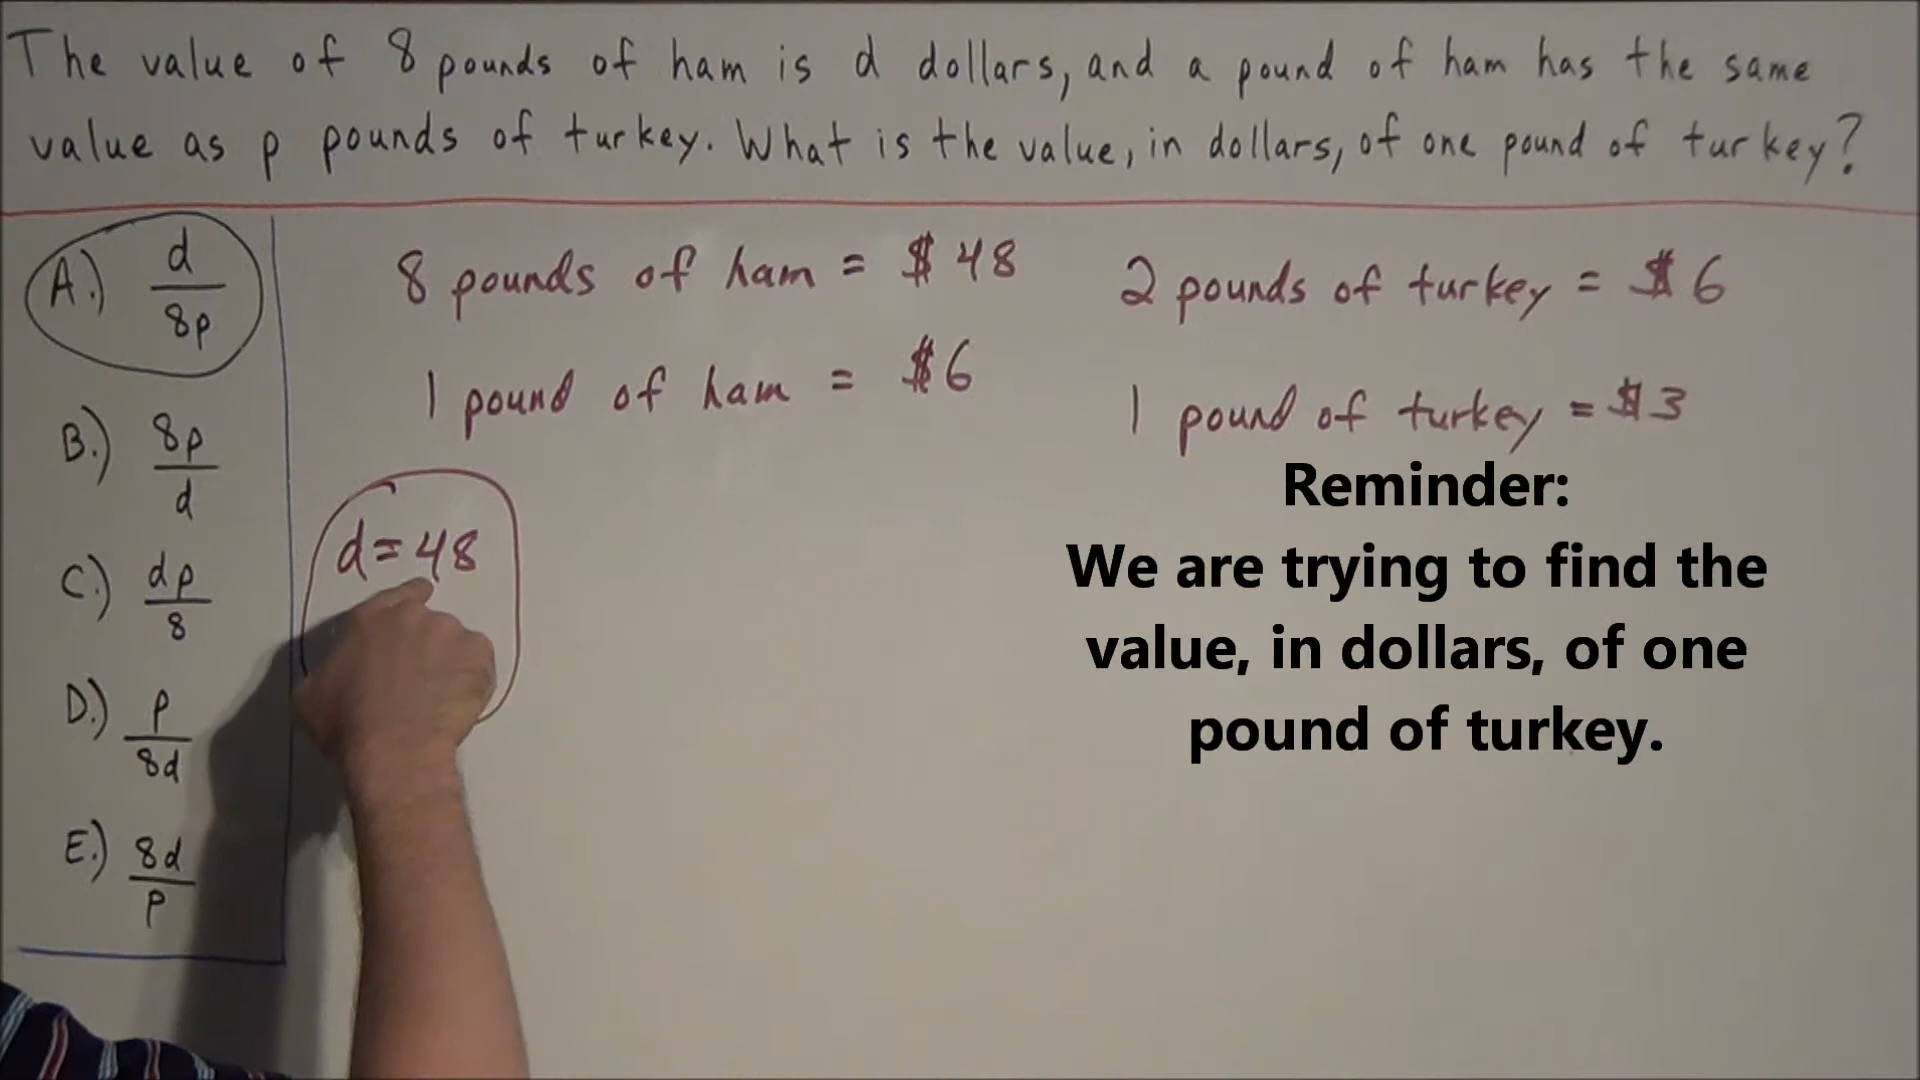 The value of 8 pounds of ham is d dollars, and a pound of ham has the same
value as p pounds of turkey. What is the value, in dollars, of one pound of turkey?
A.) d
8p
B.) 8p
d
C.) dp
8
D.) p
8d
E.) 8d
p
8 pounds of ham = $ 48
1 pound of ham = $6
d=48
2 pounds of turkey = $6
1 pound of turkey = $3
Reminder:
We are trying to find the
value, in dollars, of one
pound of turkey.